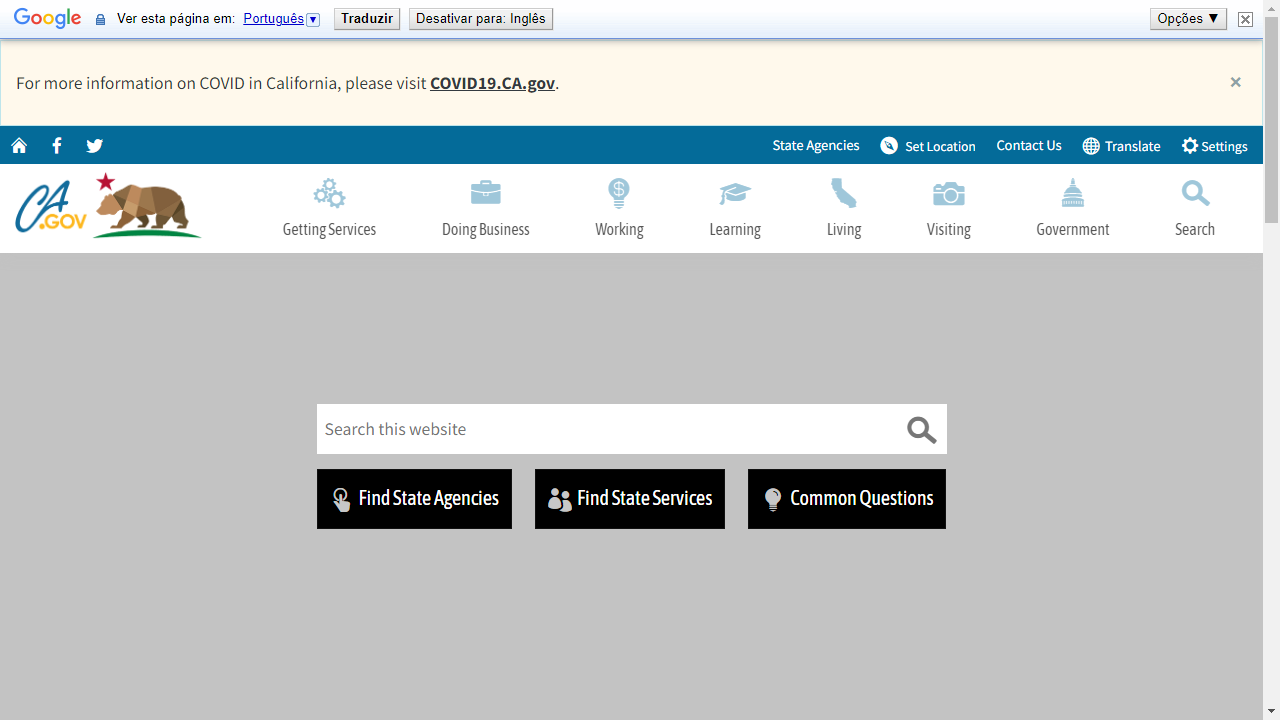 Google Ver esta página em: Português Traduzir Desativar para: Inglês Opções ▼
For more information on COVID in California, please visit COVID19.CA.gov. ×
State Agencies Set Location Contact Us Translate Settings
CA.GOV
Getting Services Doing Business Working Learning Living Visiting Government Search
Search this website
Find State Agencies Find State Services Common Questions